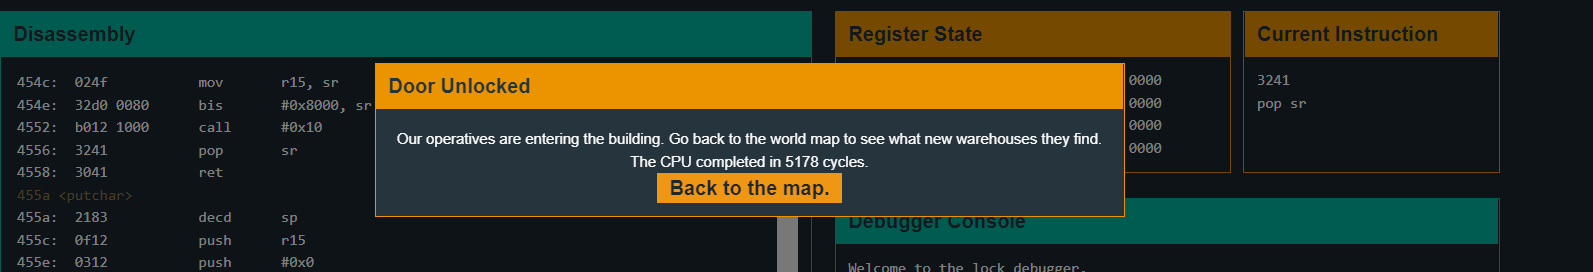 Disassembly
454c: 024f mov r15, sr
454e: 32d0 0080 bis #0x8000, sr
4552: b012 1000 call #0x10
4556: 3241 pop sr
4558: 3041 ret
455a <putchar>
455a: 2183 decd sp
455c: 0f12 push r15
455e: 0312 push #0x0
Door Unlocked
Our operatives are entering the building. Go back to the world map to see what new warehouses they find.
The CPU completed in 5178 cycles.
Back to the map.
Register State
0000
0000
0000
0000
Current Instruction
3241
pop sr
Debugger Console
Welcome to the lock debugger.